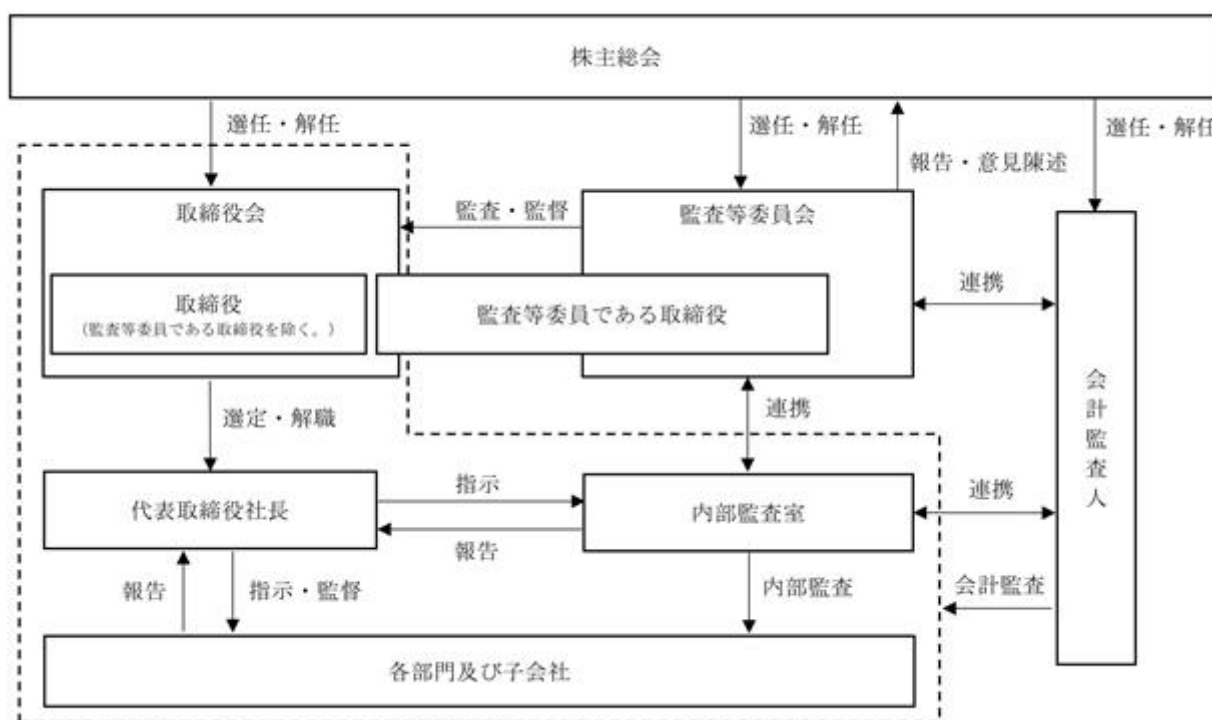 株主総会
選任・解任
選任・解任
報告・意見陳述
選任・解任
取締役会
監査・監督
監査等委員会
取締役
(監査等委員である取締役を除く。)
監査等委員である取締役
連携
会計監査人
選定・解職
連携
代表取締役社長
指示
報告
内部監査室
連携
報告
指示・監督
内部監査
会計監査
各部門及び子会社